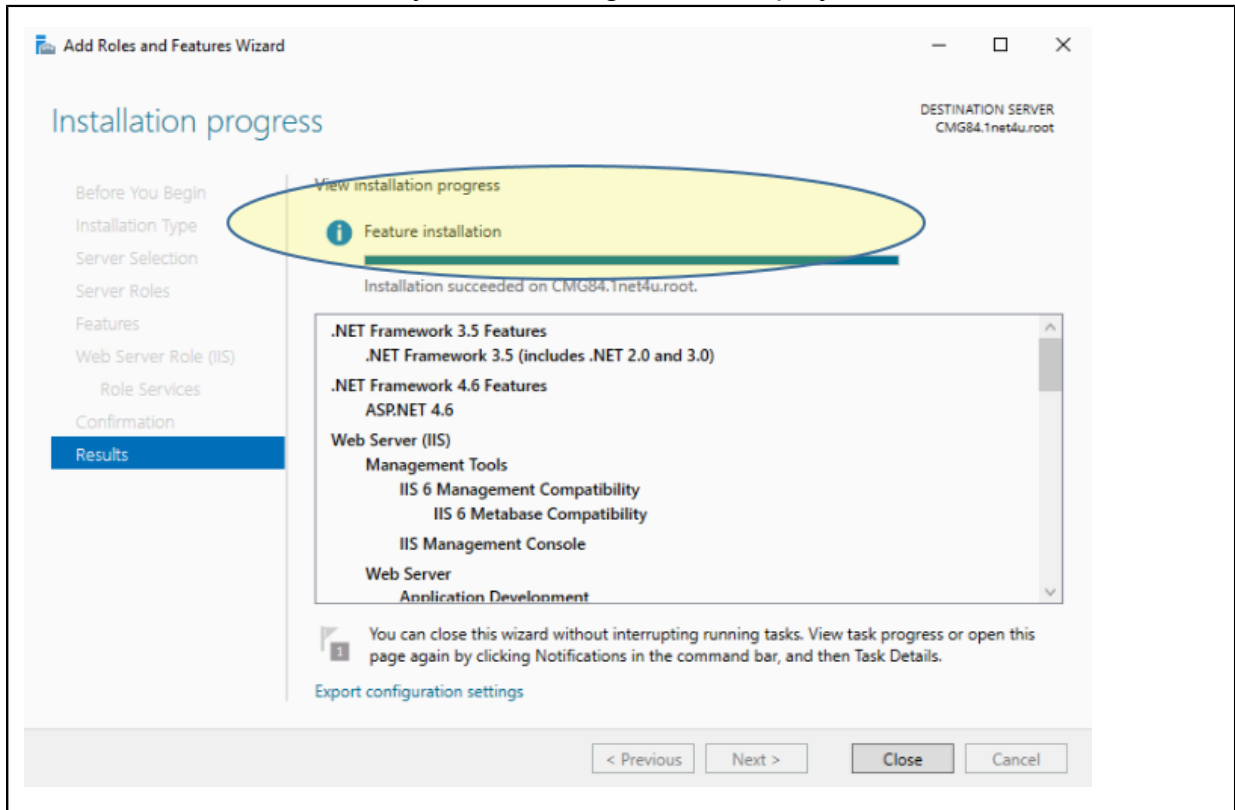 Add Roles and Features Wizard
Installation progress
DESTINATION SERVER
CMG84.1net4u.root
Before You Begin
Installation Type
Server Selection
Server Roles
Features
Web Server Role (IIS)
Role Services
Confirmation
Results
View installation progress
Feature installation
Installation succeeded on CMG84.1net4u.root.
.NET Framework 3.5 Features
.NET Framework 3.5 (includes .NET 2.0 and 3.0)
.NET Framework 4.6 Features
ASP.NET 4.6
Web Server (IIS)
Management Tools
IIS 6 Management Compatibility
IIS 6 Metabase Compatibility
IIS Management Console
Web Server
Application Development
1
You can close this wizard without interrupting running tasks. View task progress or open this
page again by clicking Notifications in the command bar, and then Task Details.
Export configuration settings
< Previous
Next >
Close
Cancel